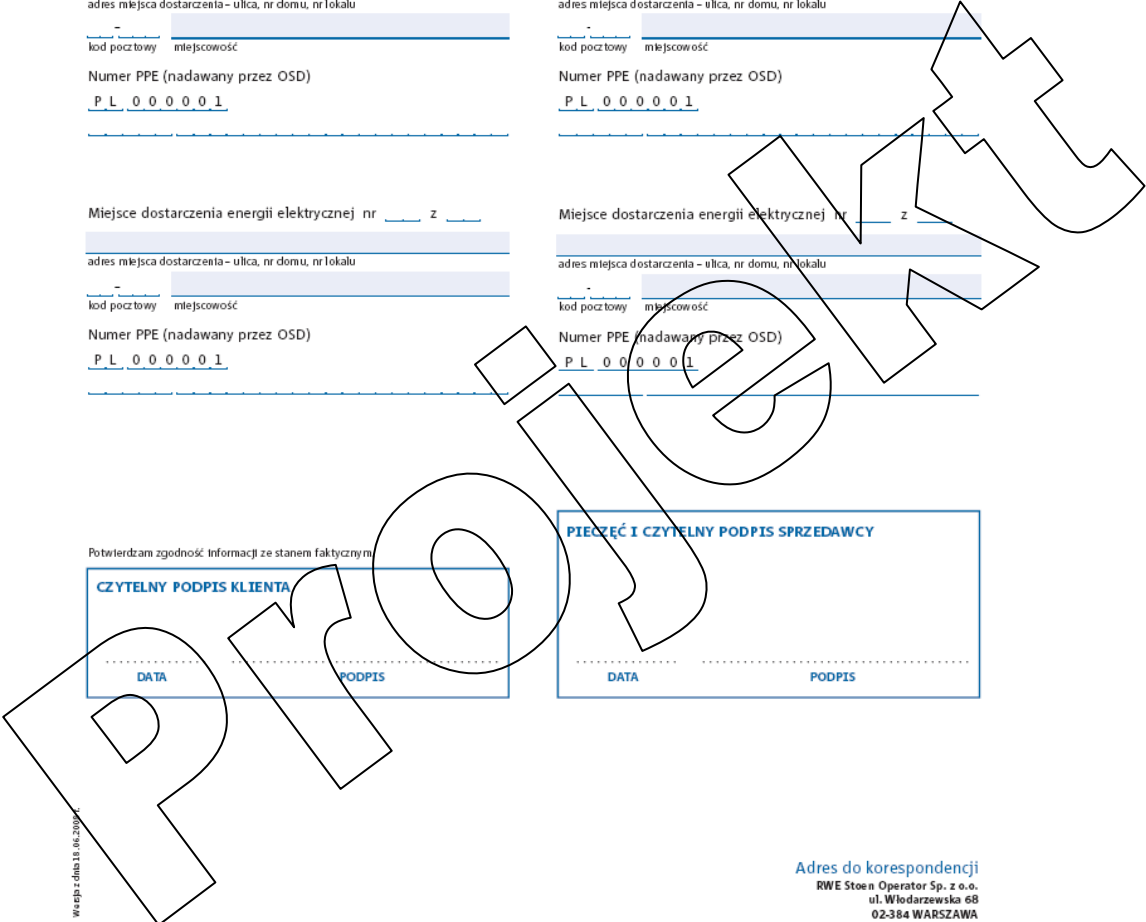 adres miejsca dostarczenia – ulica, nr domu, nr lokalu
–
kod pocztowy miejscowość
Numer PPE (nadawany przez OSD)
P L 0 0 0 0 0 1
Miejsce dostarczenia energii elektrycznej nr z
adres miejsca dostarczenia – ulica, nr domu, nr lokalu
–
kod pocztowy miejscowość
Numer PPE (nadawany przez OSD)
P L 0 0 0 0 0 1
Potwierdzam zgodność informacji ze stanem faktycznym.
CZYTELNY PODPIS KLIENTA
DATA PODPIS
adres miejsca dostarczenia – ulica, nr domu, nr lokalu
-
kod pocztowy miejscowość
Numer PPE (nadawany przez OSD)
P L 0 0 0 0 0 1
Miejsce dostarczenia energii elektrycznej nr z
adres miejsca dostarczenia – ulica, nr domu, nr lokalu
-
kod pocztowy miejscowość
Numer PPE (nadawany przez OSD)
P L 0 0 0 0 0 1
PIECZĘĆ I CZYTELNY PODPIS SPRZEDAWCY
DATA PODPIS
Projekt
Wersja z dnia 18.06.2009 r.
Adres do korespondencji
RWE Stoen Operator Sp. z o.o.
ul. Włodarzewska 68
02-384 WARSZAWA